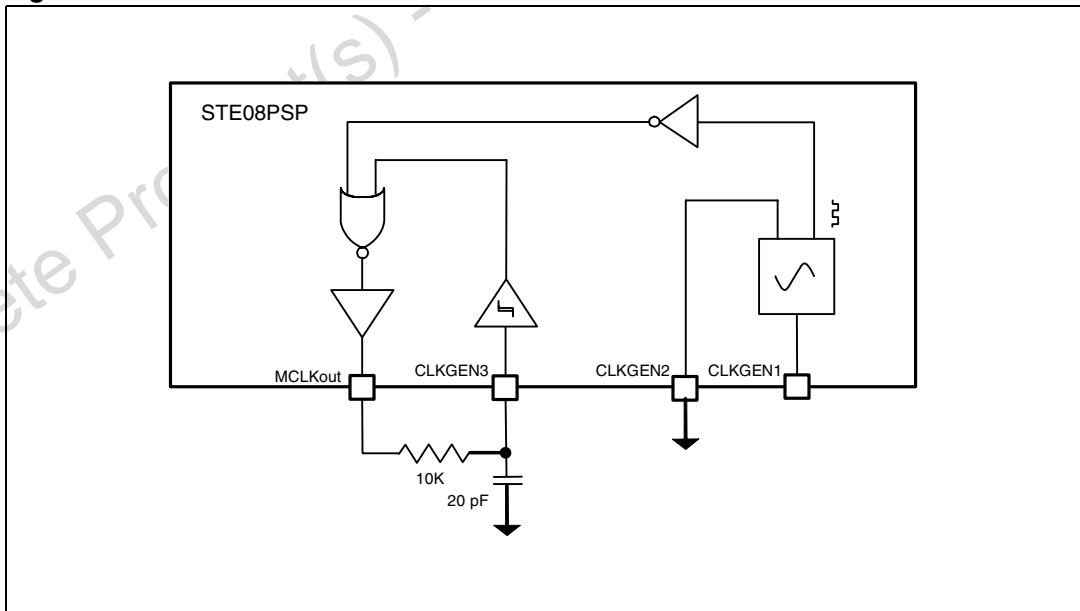 STE08PSP
MCLKout
CLKGEN3
CLKGEN2
CLKGEN1
10K
20 pF